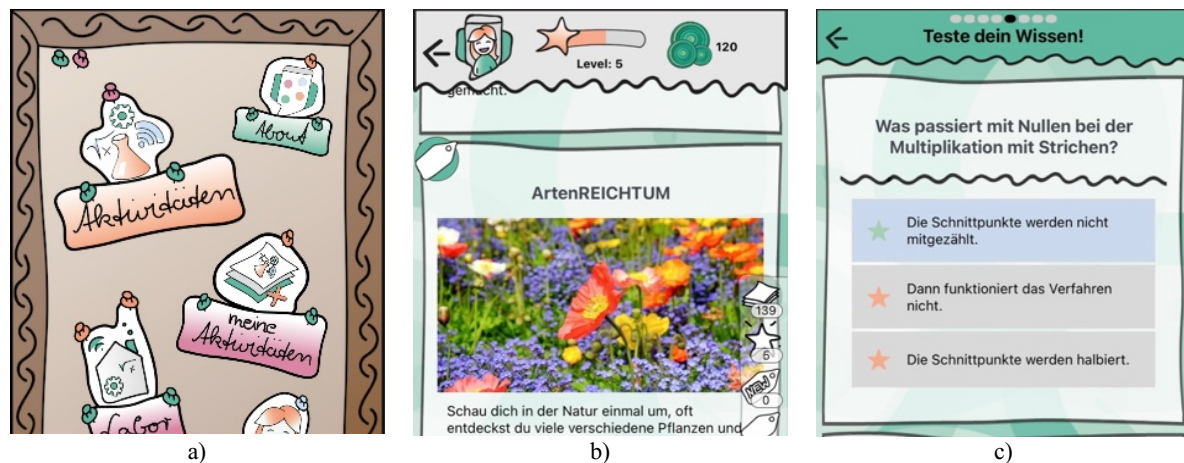 About
Aktivitäten
meine
Aktivitäten
Labor
a)
120
Level: 5
gemacht.
ArtenREICHTUM
139
6
NEW
0
Schau dich in der Natur einmal um, oft
entdeckst du viele verschiedene Pflanzen und
b)
Teste dein Wissen!
Was passiert mit Nullen bei der
Multiplikation mit Strichen?
Die Schnittpunkte werden nicht
mitgezählt.
Dann funktioniert das Verfahren
nicht.
Die Schnittpunkte werden halbiert.
c)